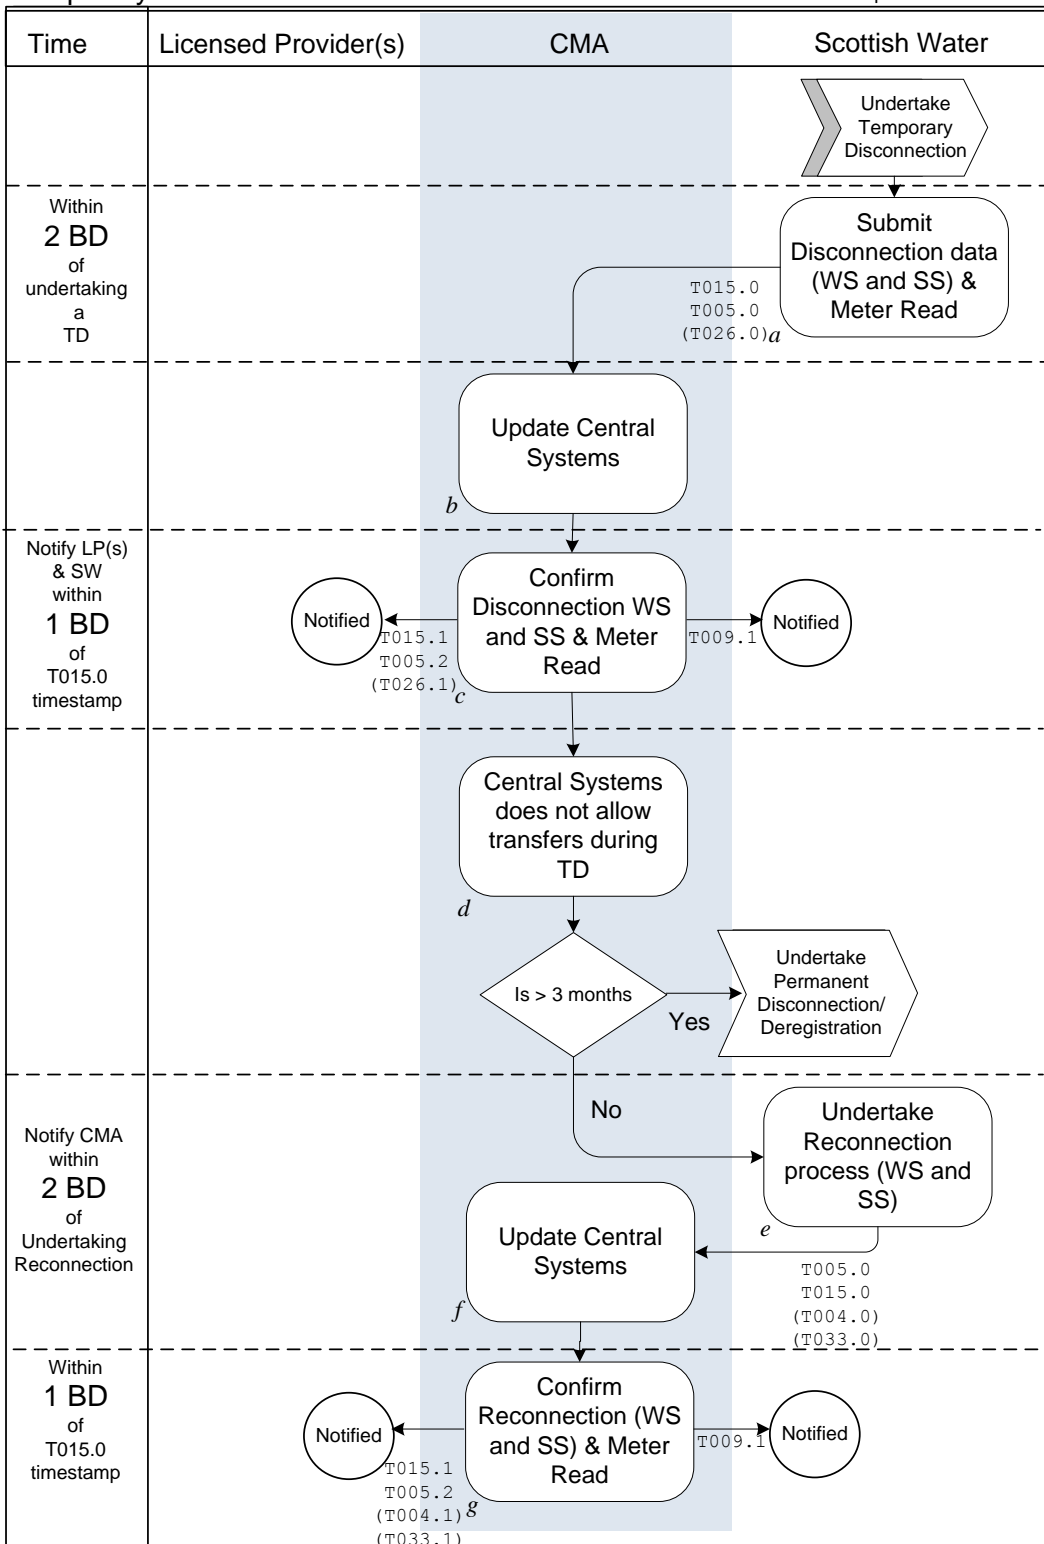 Time
Licensed Provider(s)
CMA
Scottish Water
Undertake
Temporary
Disconnection
Within
2 BD
of
undertaking
a
TD
Submit
Disconnection data
(WS and SS) &
Meter Read
T015.0
T005.0
(T026.0)
a
Update Central
Systems
b
Notify LP(s)
& SW
within
1 BD
of
T015.0
timestamp
Notified
T015.1
T005.2
(T026.1)
Confirm
Disconnection WS
and SS & Meter
Read
c
T009.1
Notified
Central Systems
does not allow
transfers during
TD
d
Is > 3 months
Yes
Undertake
Permanent
Disconnection/
Deregistration
No
Notify CMA
within
2 BD
of
Undertaking
Reconnection
Undertake
Reconnection
process (WS and
SS)
e
T005.0
T015.0
(T004.0)
(T033.0)
Update Central
Systems
f
Within
1 BD
of
T015.0
timestamp
Notified
T015.1
T005.2
(T004.1)
(T033.1)
Confirm
Reconnection (WS
and SS) & Meter
Read
g
T009.1
Notified